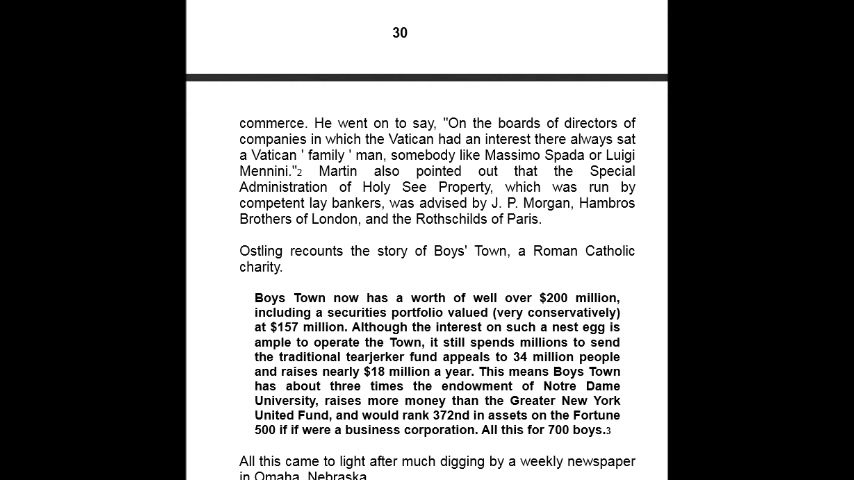 30
commerce. He went on to say, "On the boards of directors of
companies in which the Vatican had an interest there always sat
a Vatican ' family ' man, somebody like Massimo Spada or Luigi
Mennini."2 Martin also pointed out that the Special
Administration of Holy See Property, which was run by
competent lay bankers, was advised by J. P. Morgan, Hambros
Brothers of London, and the Rothschilds of Paris.
Ostling recounts the story of Boys' Town, a Roman Catholic
charity.
Boys Town now has a worth of well over $200 million,
including a securities portfolio valued (very conservatively)
at $157 million. Although the interest on such a nest egg is
ample to operate the Town, it still spends millions to send
the traditional tearjerker fund appeals to 34 million people
and raises nearly $18 million a year. This means Boys Town
has about three times the endowment of Notre Dame
University, raises more money than the Greater New York
United Fund, and would rank 372nd in assets on the Fortune
500 if if were a business corporation. All this for 700 boys.3
All this came to light after much digging by a weekly newspaper
in Omaha, Nebraska